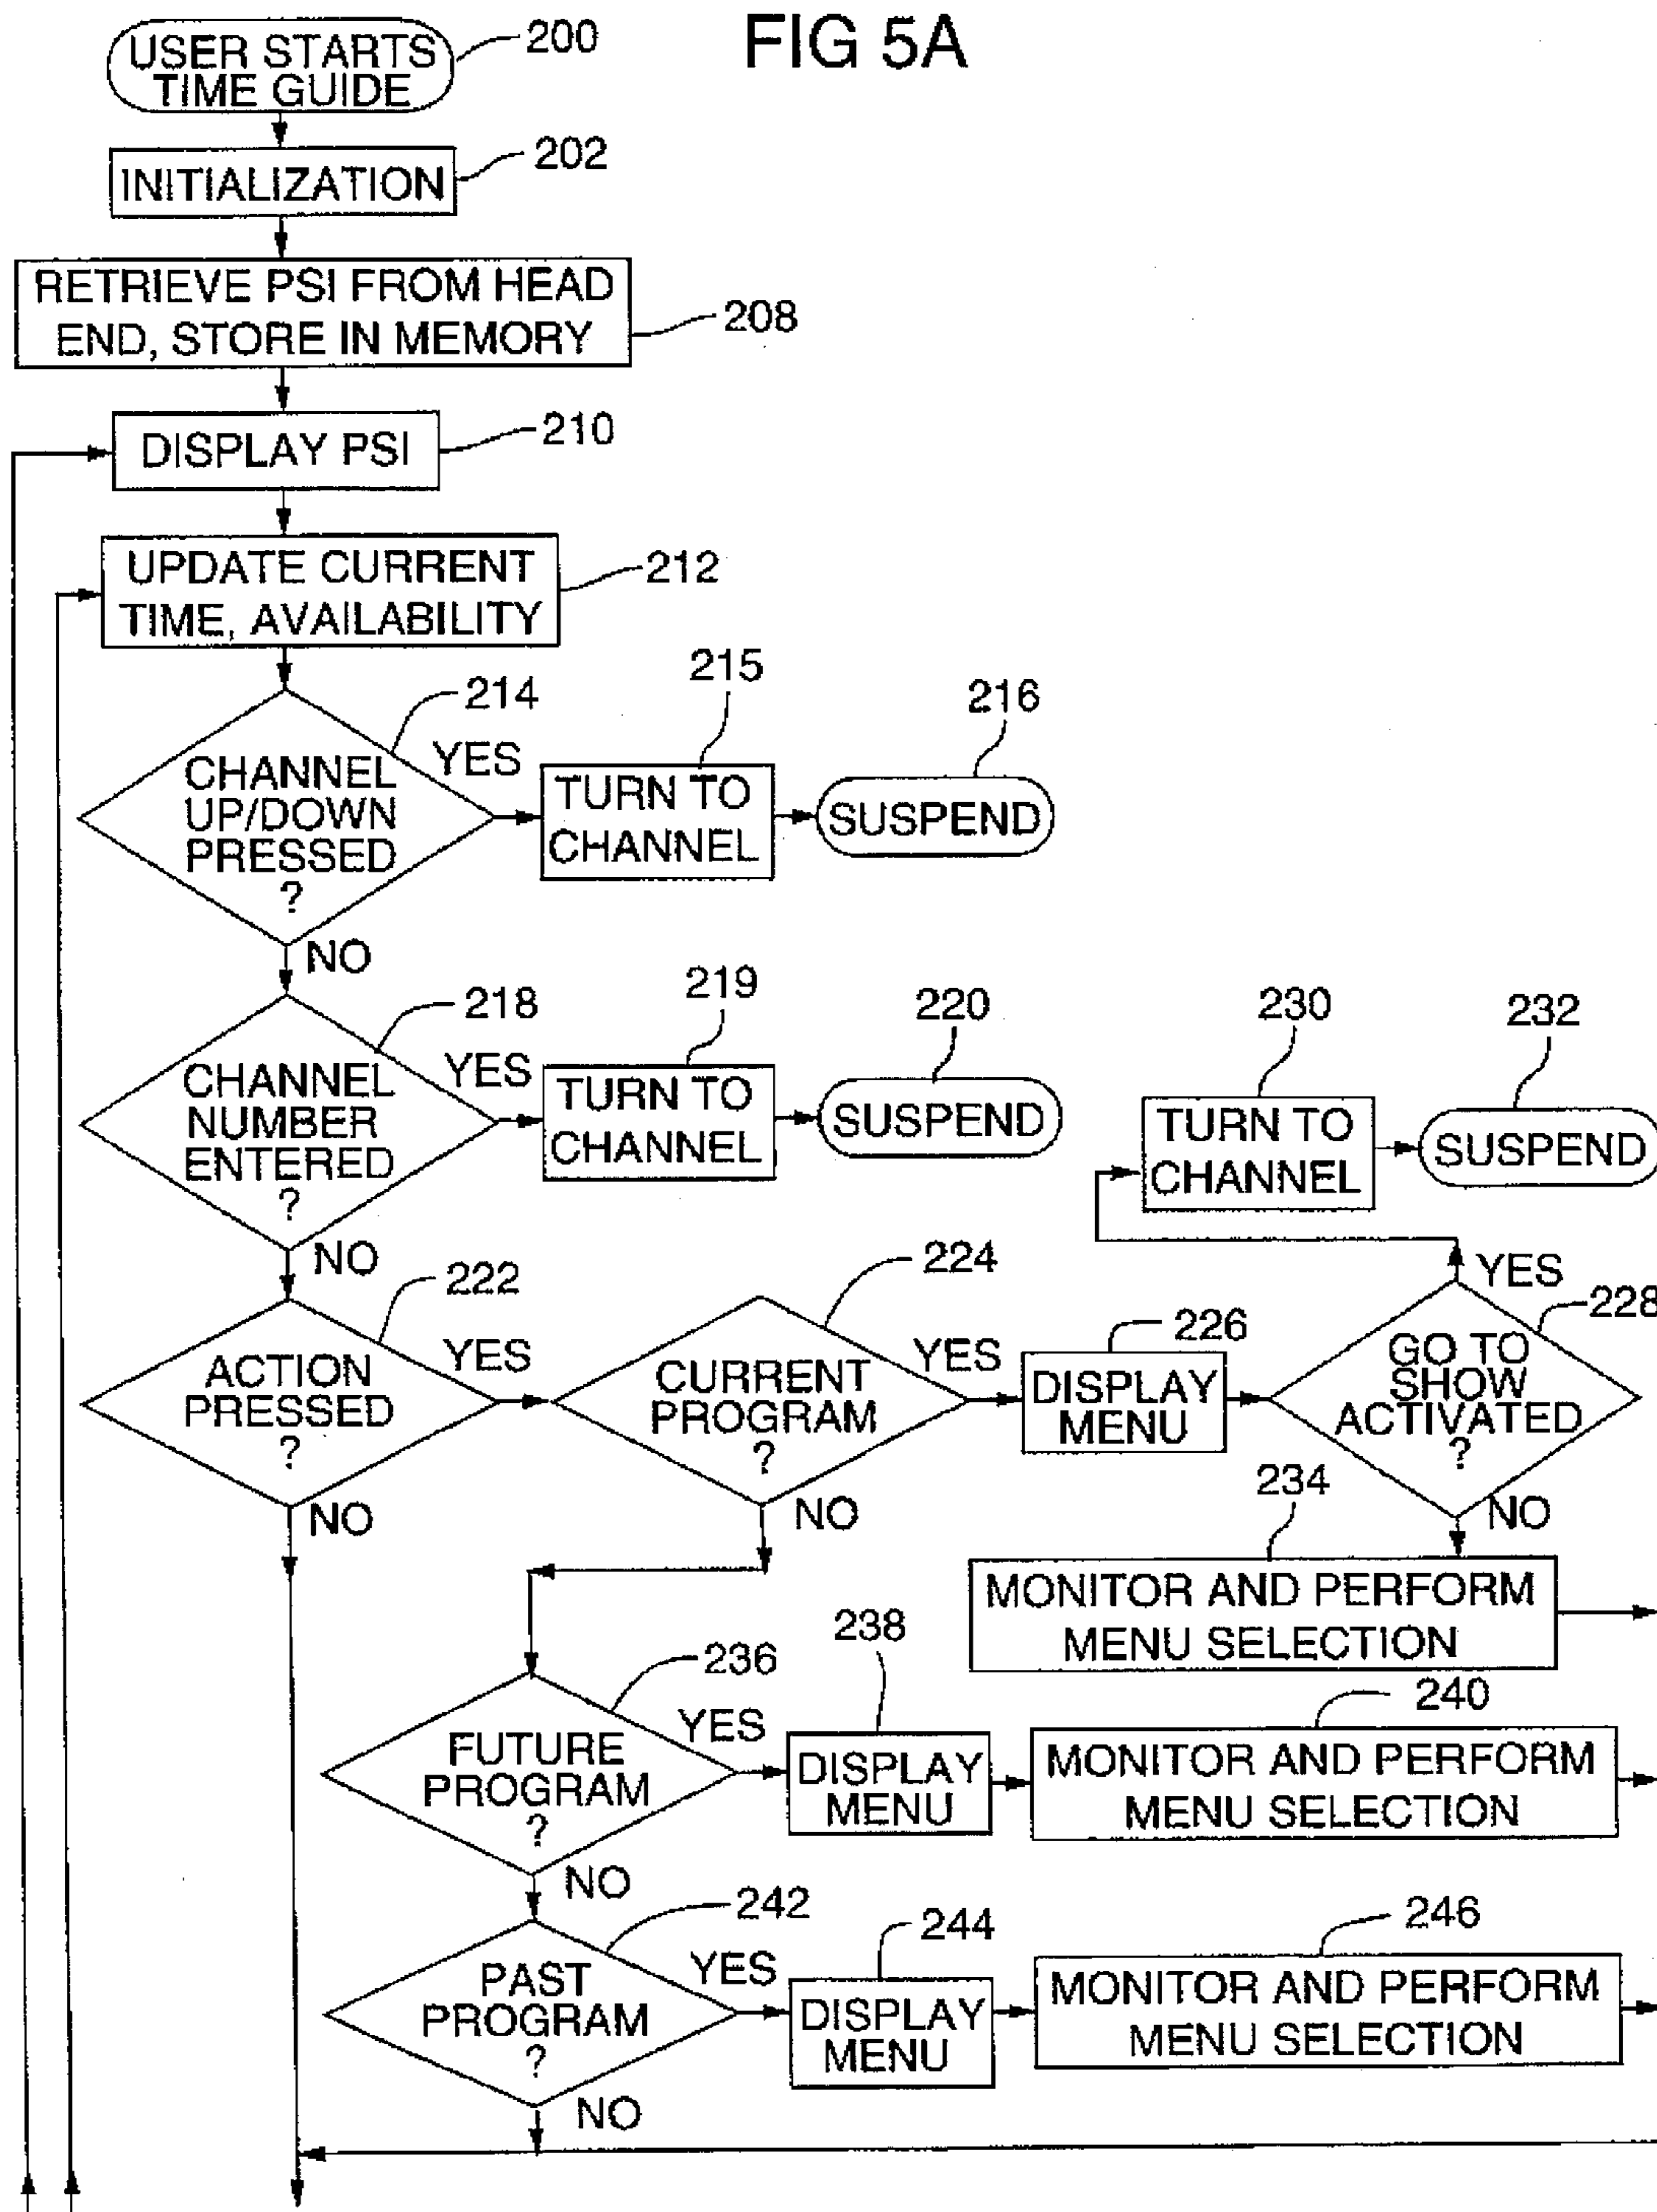 FIG 5A
USER STARTS
TIME GUIDE
200
INITIALIZATION
202
RETRIEVE PSI FROM HEAD
END, STORE IN MEMORY
208
DISPLAY PSI
210
UPDATE CURRENT
TIME, AVAILABILITY
212
214
CHANNEL
UP/DOWN
PRESSED
?
YES
NO
215
TURN TO
CHANNEL
216
SUSPEND
218
CHANNEL
NUMBER
ENTERED
?
YES
NO
219
TURN TO
CHANNEL
220
SUSPEND
230
TURN TO
CHANNEL
232
SUSPEND
222
ACTION
PRESSED
?
YES
NO
224
CURRENT
PROGRAM
?
YES
NO
226
DISPLAY
MENU
YES
228
GO TO
SHOW
ACTIVATED
?
NO
234
MONITOR AND PERFORM
MENU SELECTION
236
FUTURE
PROGRAM
?
YES
NO
238
DISPLAY
MENU
240
MONITOR AND PERFORM
MENU SELECTION
242
PAST
PROGRAM
?
YES
NO
244
DISPLAY
MENU
246
MONITOR AND PERFORM
MENU SELECTION